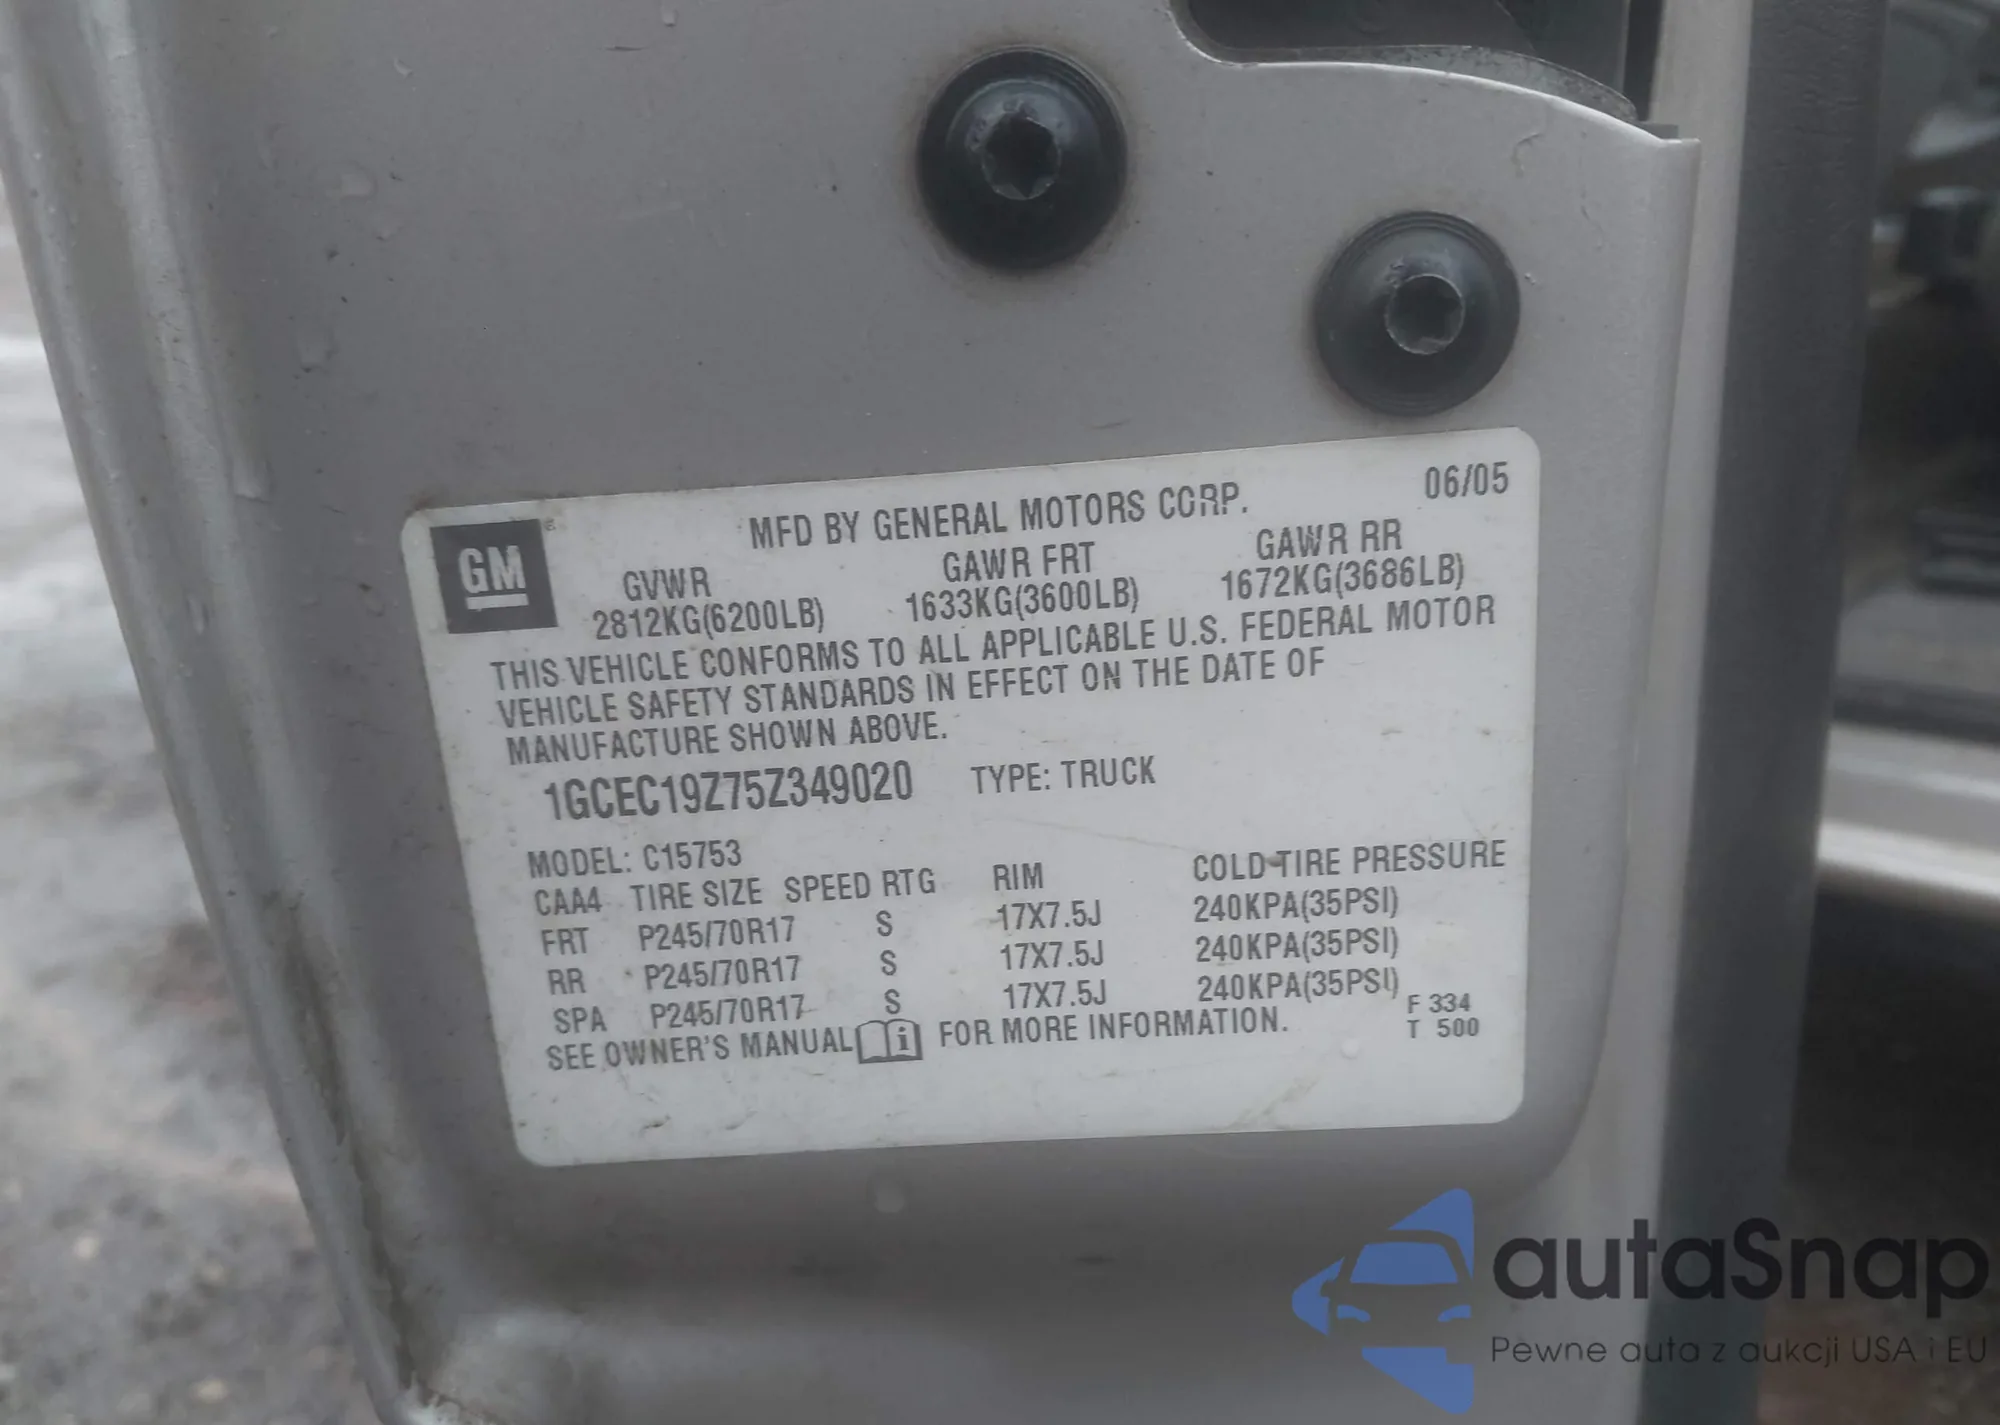 MFD BY GENERAL MOTORS CORP. 06/05
GM
GVWR GAWR FRT GAWR RR
2812KG(6200LB) 1633KG(3600LB) 1672KG(3686LB)
THIS VEHICLE CONFORMS TO ALL APPLICABLE U.S. FEDERAL MOTOR
VEHICLE SAFETY STANDARDS IN EFFECT ON THE DATE OF
MANUFACTURE SHOWN ABOVE.
1GCEC19Z75Z349020 TYPE: TRUCK
MODEL: C15753
CAA4 TIRE SIZE SPEED RTG RIM COLD TIRE PRESSURE
FRT P245/70R17 S 17X7.5J 240KPA(35PSI)
RR P245/70R17 S 17X7.5J 240KPA(35PSI)
SPA P245/70R17 S 17X7.5J 240KPA(35PSI)
SEE OWNER'S MANUAL i FOR MORE INFORMATION.
F 334
T 500
autaSnap
Pewne auta z aukcji USA i EU